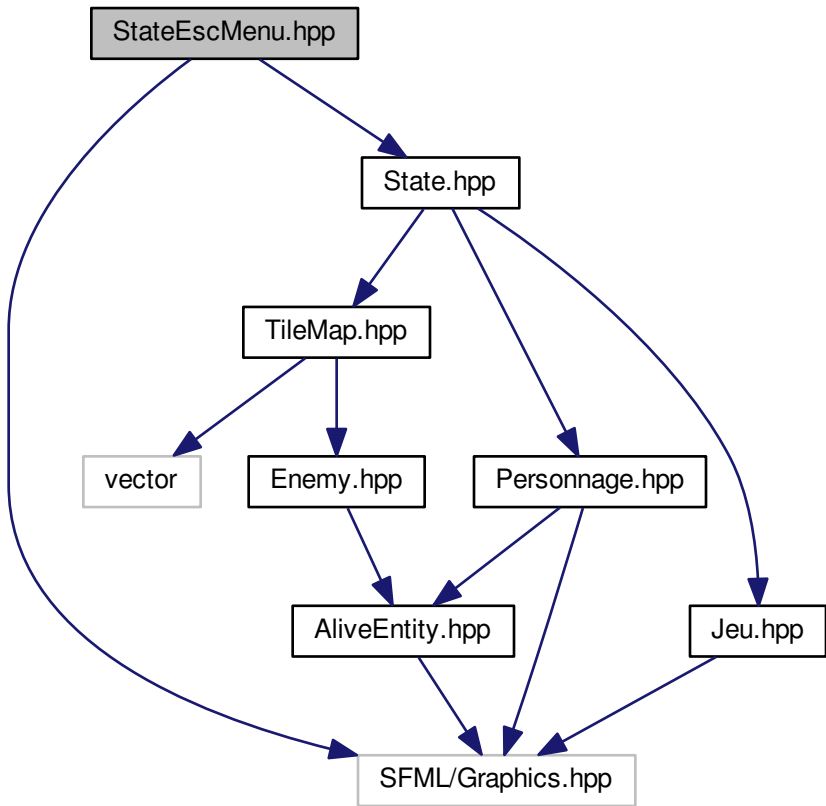 StateEscMenu.hpp
State.hpp
TileMap.hpp
vector
Enemy.hpp
Personnage.hpp
AliveEntity.hpp
Jeu.hpp
SFML/Graphics.hpp